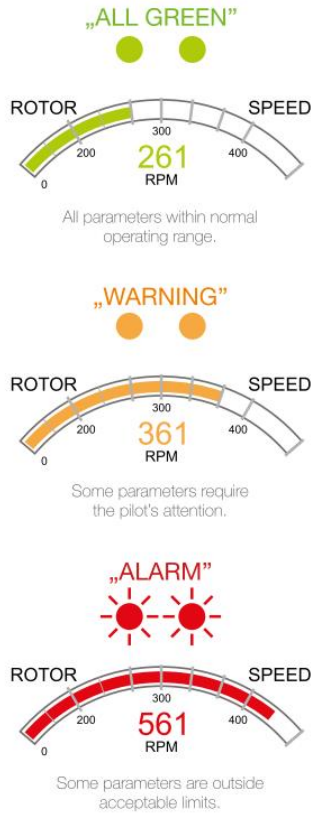 „ALL GREEN”
ROTOR SPEED
0 200 300 400
261
RPM
All parameters within normal
operating range.
„WARNING”
ROTOR SPEED
0 200 300 400
361
RPM
Some parameters require
the pilot's attention.
„ALARM”
ROTOR SPEED
0 200 300 400
561
RPM
Some parameters are outside
acceptable limits.